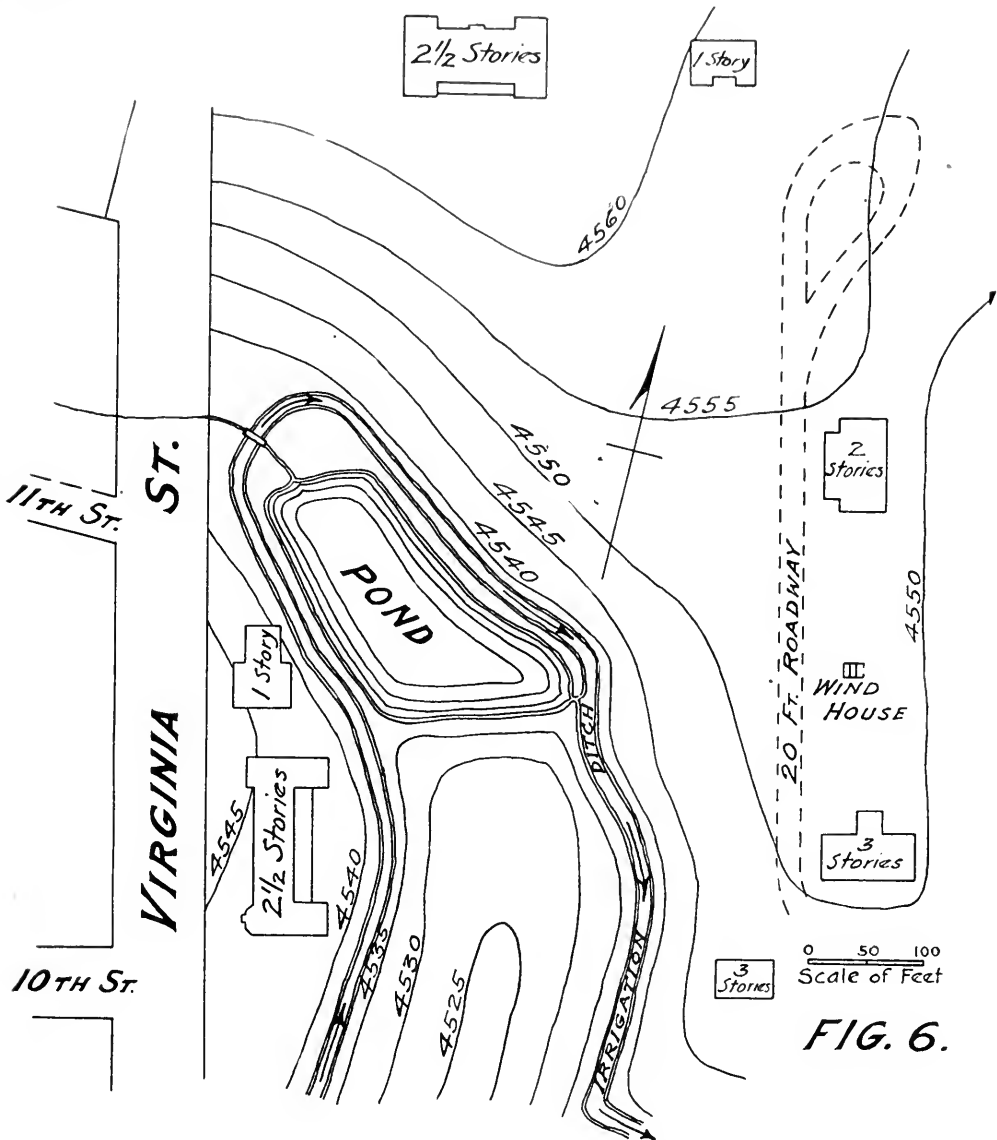 2½ Stories
1 Story
4560
4555
4550
4545
4540
2
Stories
11TH ST.
VIRGINIA ST.
POND
20 FT. ROADWAY
4550
1 Story
WIND
HOUSE
DITCH
2½ Stories
4545
4540
4535
4530
4525
3
Stories
10TH ST.
IRRIGATION
3
Stories
0 50 100
Scale of Feet
FIG. 6.